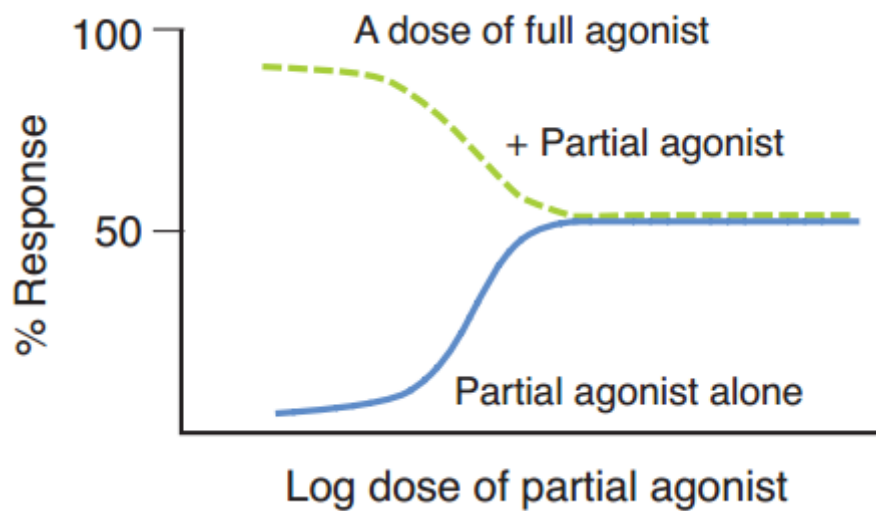 100
A dose of full agonist
+ Partial agonist
% Response
50
Partial agonist alone
Log dose of partial agonist